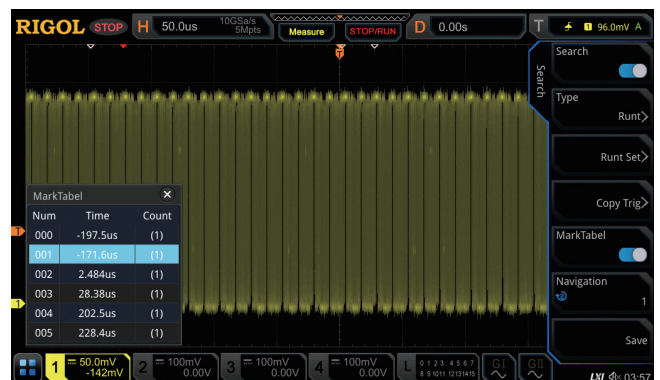 RIGOL STOP H 50.0us 10GSa/s 5Mpts Measure STOP/RUN D 0.00s T 1 96.0mV A
T
Search
Search
Type
Runt>
Runt Set>
Copy Trig>
MarkTabel
Navigation
1
Save
MarkTabel ×
Num Time Count
000 -197.5us (1)
001 -171.6us (1)
002 2.484us (1)
003 28.38us (1)
004 202.5us (1)
005 228.4us (1)
T
1
1 50.0mV -142mV 2 100mV 0.00V 3 100mV 0.00V 4 100mV 0.00V L 0 1 2 3 4 5 6 7 8 9 10 11 12 13 14 15 GI GII LXI 03:57